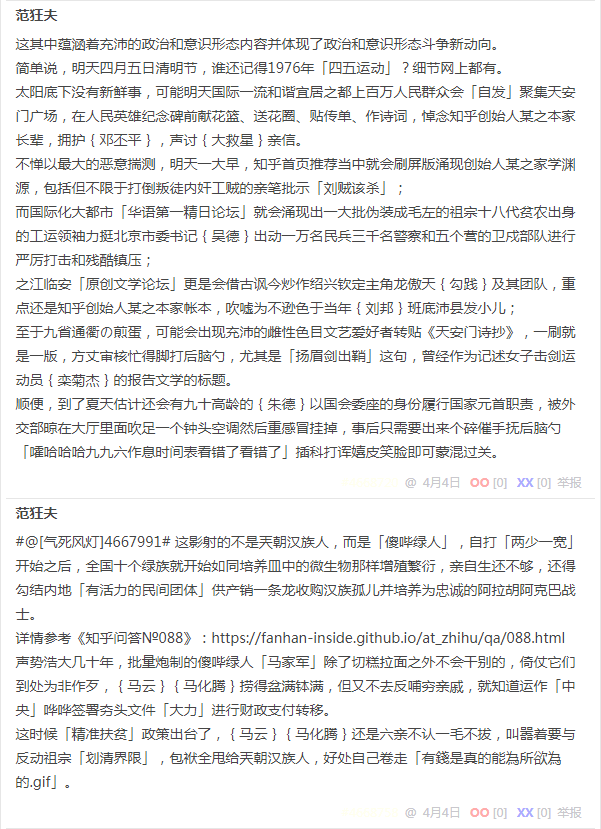 范狂夫
这其中蕴涵着充沛的政治和意识形态内容并体现了政治和意识形态斗争新动向。
简单说，明天四月五日清明节，谁还记得1976年「四五运动」？细节网上都有。
太阳底下没有新鲜事，可能明天国际一流和谐宜居之都上百万人民群众会「自发」聚集天安
门广场，在人民英雄纪念碑前献花篮、送花圈、贴传单、作诗词，悼念知乎创始人某之本家
长辈，拥护｛邓丕平｝，声讨｛大救星｝亲信。
不惮以最大的恶意揣测，明天一大早，知乎首页推荐当中就会刷屏版涌现创始人某之家学渊
源，包括但不限于打倒叛徒内奸工贼的亲笔批示「刘贼该杀」；
而国际化大都市「华语第一精日论坛」就会涌现出一大批伪装成毛左的祖宗十八代贫农出身
的工运领袖力挺北京市委书记｛吴德｝出动一万名民兵三千名警察和五个营的卫戍部队进行
严厉打击和残酷镇压；
之江临安「原创文学论坛」更是会借古讽今炒作绍兴钦定主角龙傲天｛勾践｝及其团队，重
点还是知乎创始人某之本家帐本，吹嘘为不逊色于当年｛刘邦｝班底沛县发小儿；
至于九省通衢の煎蛋，可能会出现充沛的雌性色目文艺爱好者转贴《天安门诗抄》，一刷就
是一版，方丈审核忙得脚打后脑勺，尤其是「扬眉剑出鞘」这句，曾经作为记述女子击剑运
动员｛栾菊杰｝的报告文学的标题。
顺便，到了夏天估计还会有九十高龄的｛朱德｝以国会委座的身份履行国家元首职责，被外
交部晾在大厅里面吹足一个钟头空调然后重感冒挂掉，事后只需要出来个碎催手抚后脑勺
「嚯哈哈哈九九六作息时间表看错了看错了」插科打诨嬉皮笑脸即可蒙混过关。
@ 4月4日 OO [0] XX [0] 举报
范狂夫
#@[气死风灯]4667991# 这影射的不是天朝汉族人，而是「傻哔绿人」，自打「两少一宽」
开始之后，全国十个绿族就开始如同培养皿中的微生物那样增殖繁衍，亲自生还不够，还得
勾结内地「有活力的民间团体」供产销一条龙收购汉族孤儿并培养为忠诚的阿拉胡阿克巴战
士。
详情参考《知乎问答№088》：https://fanhan-inside.github.io/at_zhihu/qa/088.html
声势浩大几十年，批量炮制的傻哔绿人「马家军」除了切糕拉面之外不会干别的，倚仗它们
到处为非作歹，｛马云｝｛马化腾｝捞得盆满钵满，但又不去反哺穷亲戚，就知道运作「中
央」哗哗签署夯头文件「大力」进行财政支付转移。
这时候「精准扶贫」政策出台了，｛马云｝｛马化腾｝还是六亲不认一毛不拔，叫嚣着要与
反动祖宗「划清界限」，包袱全甩给天朝汉族人，好处自己卷走「有錢是真的能為所欲為
的.gif」。
@ 4月4日 OO [0] XX [0] 举报